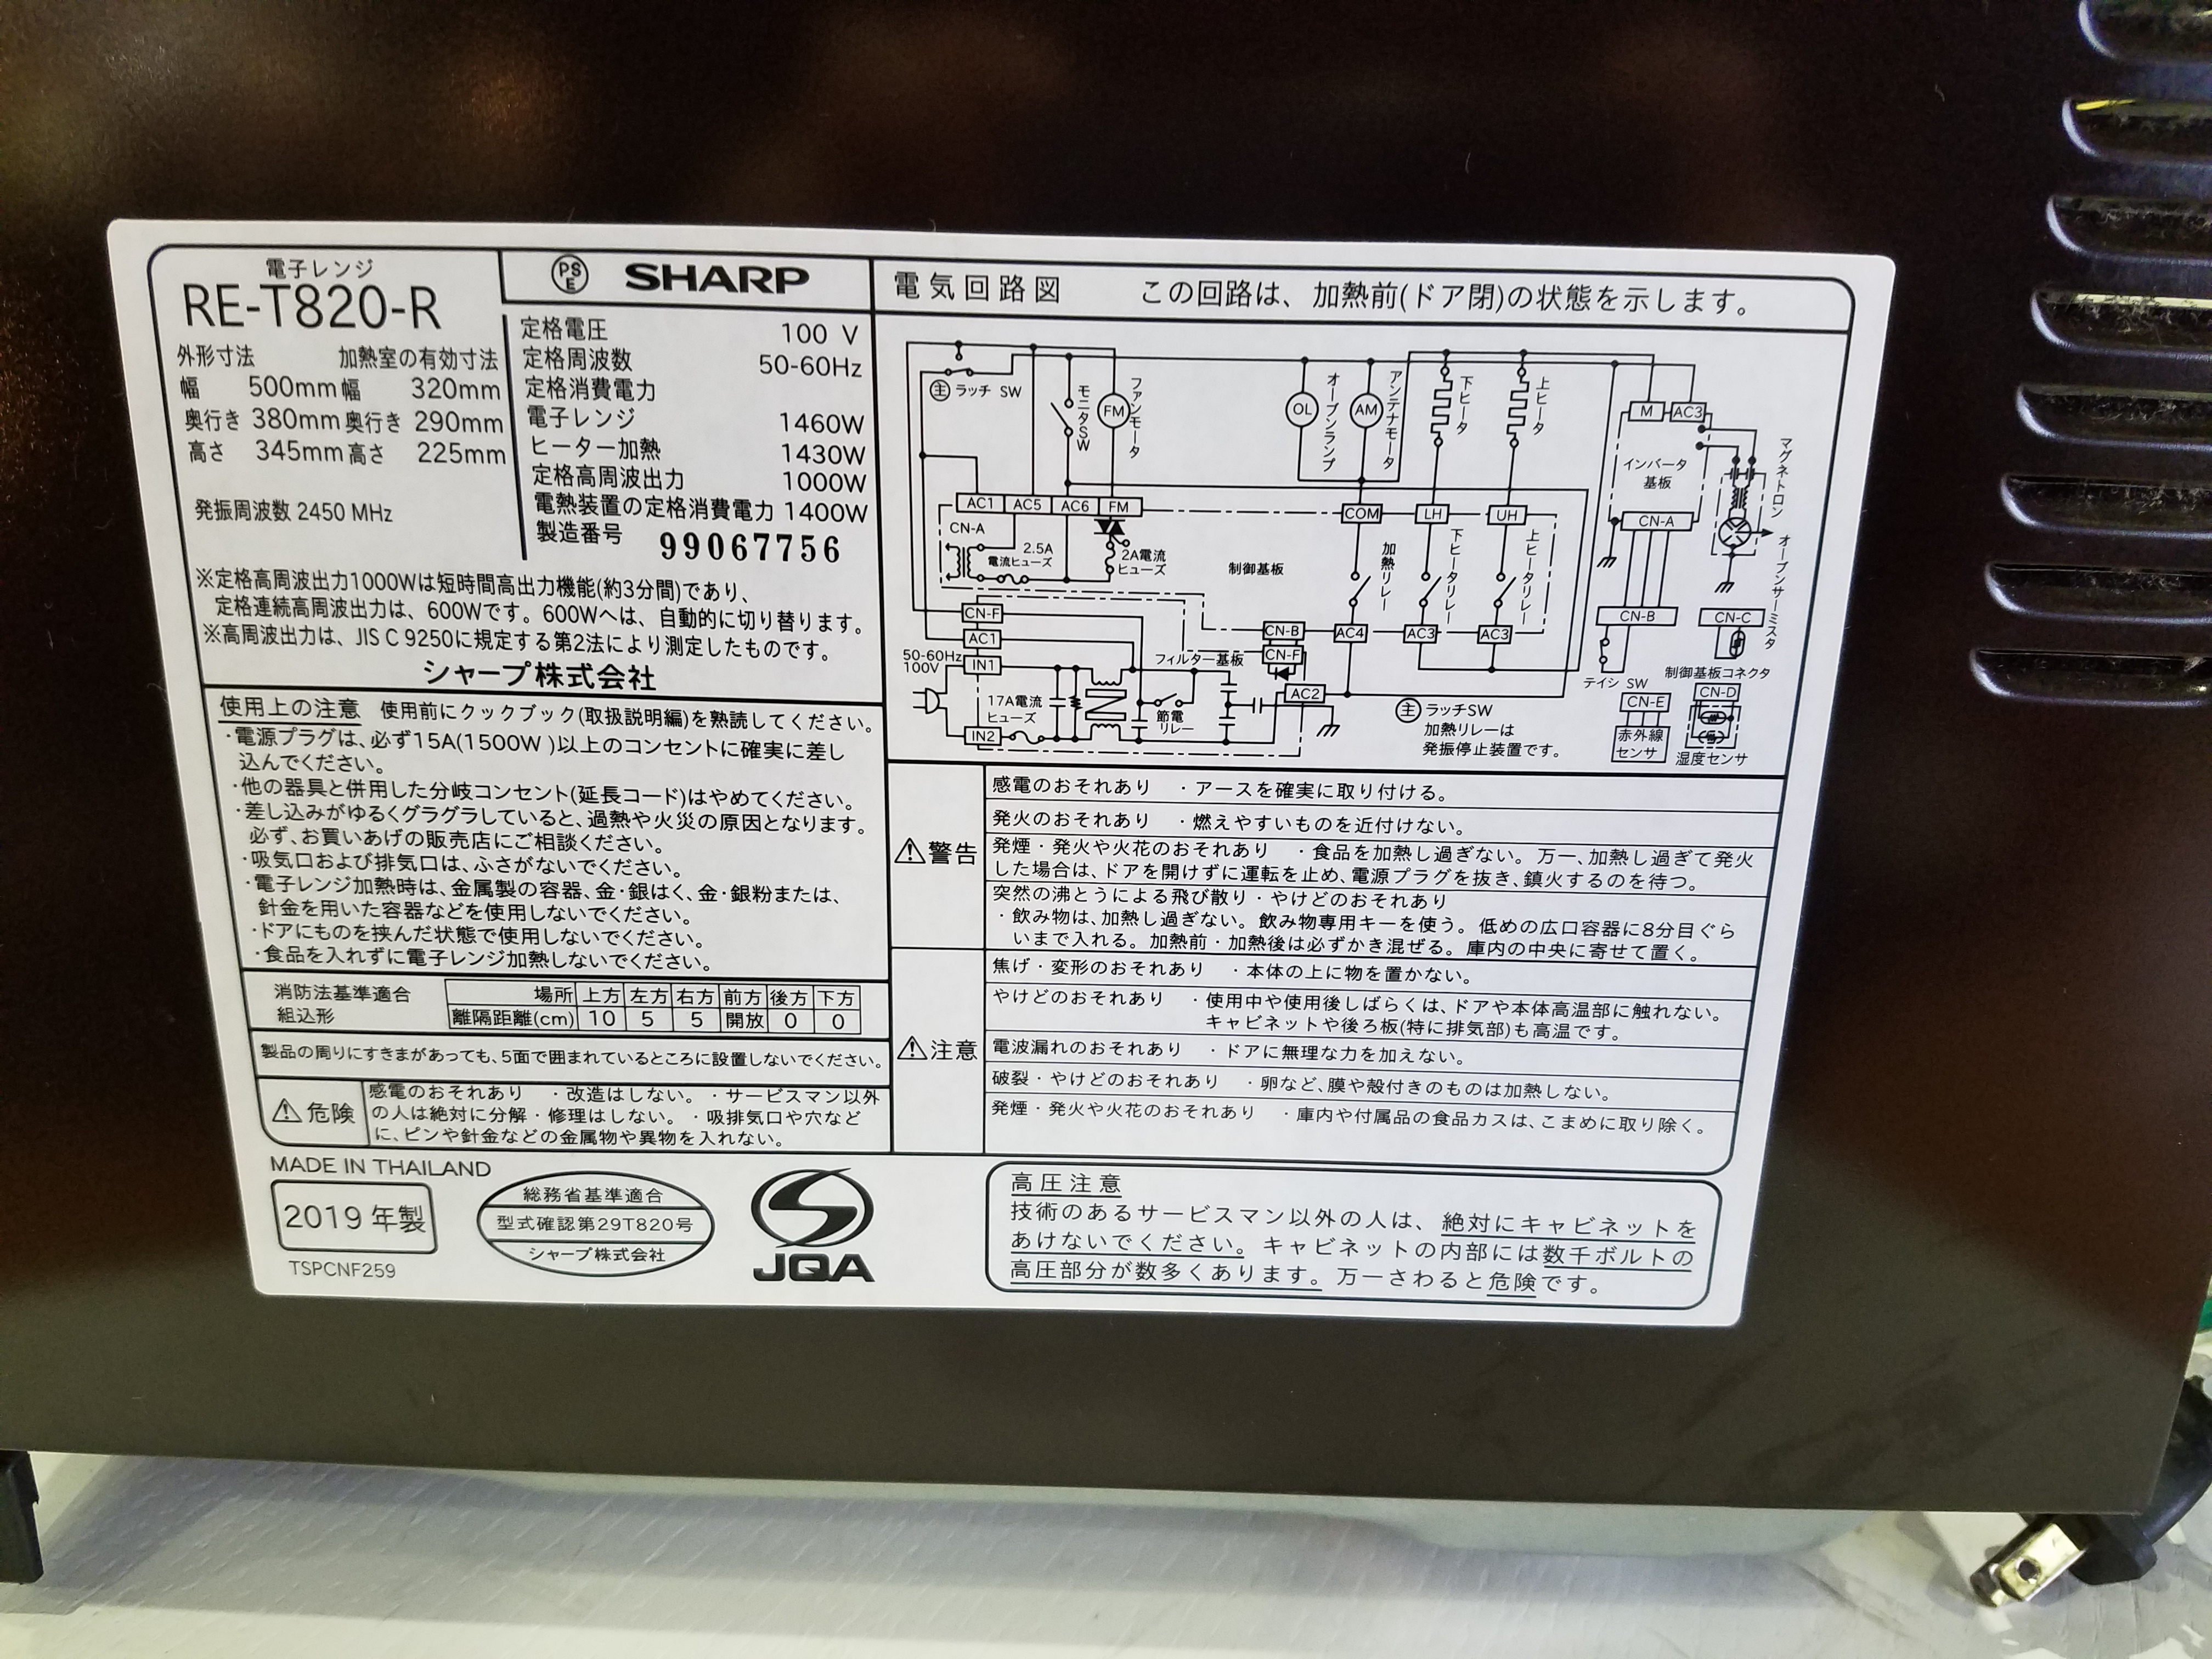 電子レンジ
RE-T820-R
外形寸法 加熱室の有効寸法
幅 500mm 幅 320mm
奥行き 380mm 奥行き 290mm
高さ 345mm 高さ 225mm
発振周波数 2450 MHz
PSE SHARP
定格電圧 100 V
定格周波数 50-60Hz
定格消費電力
電子レンジ 1460W
ヒーター加熱 1430W
定格高周波出力 1000W
電熱装置の定格消費電力 1400W
製造番号 99067756
※定格高周波出力1000Wは短時間高出力機能(約3分間)であり、
定格連続高周波出力は、600Wです。600Wへは、自動的に切り替ります。
※高周波出力は、JIS C 9250に規定する第2法により測定したものです。
シャープ株式会社
使用上の注意 使用前にクックブック(取扱説明編)を熟読してください。
・電源プラグは、必ず15A(1500W)以上のコンセントに確実に差し
込んでください。
・他の器具と併用した分岐コンセント(延長コード)はやめてください。
・差し込みがゆるくグラグラしていると、過熱や火災の原因となります。
必ず、お買いあげの販売店にご相談ください。
・吸気口および排気口は、ふさがないでください。
・電子レンジ加熱時は、金属製の容器、金・銀はく、金・銀粉または、
針金を用いた容器などを使用しないでください。
・ドアにものを挟んだ状態で使用しないでください。
・食品を入れずに電子レンジ加熱しないでください。
消防法基準適合
組込形
場所 上方 左方 右方 前方 後方 下方
離隔距離(cm) 10 5 5 開放 0 0
製品の周りにすきまがあっても、5面で囲まれているところに設置しないでください。
⚠危険
感電のおそれあり ・改造はしない。・サービスマン以外
の人は絶対に分解・修理はしない。・吸排気口や穴など
に、ピンや針金などの金属物や異物を入れない。
MADE IN THAILAND
2019 年製
TSPCNF259
総務省基準適合
型式確認第29T820号
シャープ株式会社
JQA
電気回路図 この回路は、加熱前(ドア閉)の状態を示します。
主 ラッチ SW
モニタSW
FM
ファンモータ
OL
オーブンランプ
AM
アンテナモータ
下ヒータ
上ヒータ
M AC3
インバータ
基板
マグネトロン
CN-A
AC1 AC5 AC6 FM
CN-A
2.5A
電流ヒューズ
2A電流
ヒューズ
制御基板
COM LH UH
加熱リレー
下ヒータリレー
上ヒータリレー
オーブンサーミスタ
CN-F
AC1
50-60Hz
100V
IN1
17A電流
ヒューズ
IN2
フィルター基板
節電
リレー
CN-B
CN-F
AC2
AC4 AC3 AC3
CN-B CN-C
テイシ SW
制御基板コネクタ
CN-E CN-D
赤外線
センサ
湿度センサ
主 ラッチSW
加熱リレーは
発振停止装置です。
⚠警告
感電のおそれあり ・アースを確実に取り付ける。
発火のおそれあり ・燃えやすいものを近付けない。
発煙・発火や火花のおそれあり ・食品を加熱し過ぎない。万一、加熱し過ぎて発火
した場合は、ドアを開けずに運転を止め、電源プラグを抜き、鎮火するのを待つ。
突然の沸とうによる飛び散り・やけどのおそれあり
・飲み物は、加熱し過ぎない。飲み物専用キーを使う。低めの広口容器に8分目ぐら
いまで入れる。加熱前・加熱後は必ずかき混ぜる。庫内の中央に寄せて置く。
⚠注意
焦げ・変形のおそれあり ・本体の上に物を置かない。
やけどのおそれあり ・使用中や使用後しばらくは、ドアや本体高温部に触れない。
キャビネットや後ろ板(特に排気部)も高温です。
電波漏れのおそれあり ・ドアに無理な力を加えない。
破裂・やけどのおそれあり ・卵など、膜や殻付きのものは加熱しない。
発煙・発火や火花のおそれあり ・庫内や付属品の食品カスは、こまめに取り除く。
高圧注意
技術のあるサービスマン以外の人は、絶対にキャビネットを
あけないでください。キャビネットの内部には数千ボルトの
高圧部分が数多くあります。万一さわると危険です。